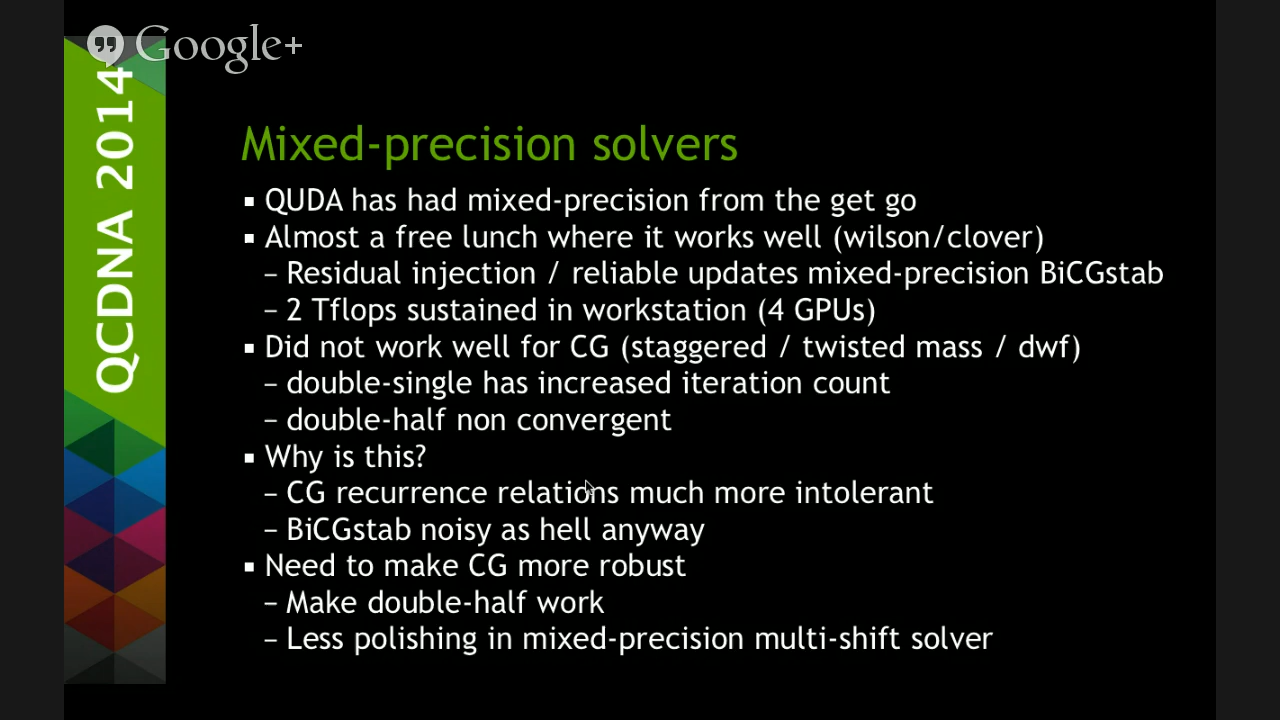 Google+
QCDNA 2014
Mixed-precision solvers
▪ QUDA has had mixed-precision from the get go
▪ Almost a free lunch where it works well (wilson/clover)
– Residual injection / reliable updates mixed-precision BiCGstab
– 2 Tflops sustained in workstation (4 GPUs)
▪ Did not work well for CG (staggered / twisted mass / dwf)
– double-single has increased iteration count
– double-half non convergent
▪ Why is this?
– CG recurrence relations much more intolerant
– BiCGstab noisy as hell anyway
▪ Need to make CG more robust
– Make double-half work
– Less polishing in mixed-precision multi-shift solver